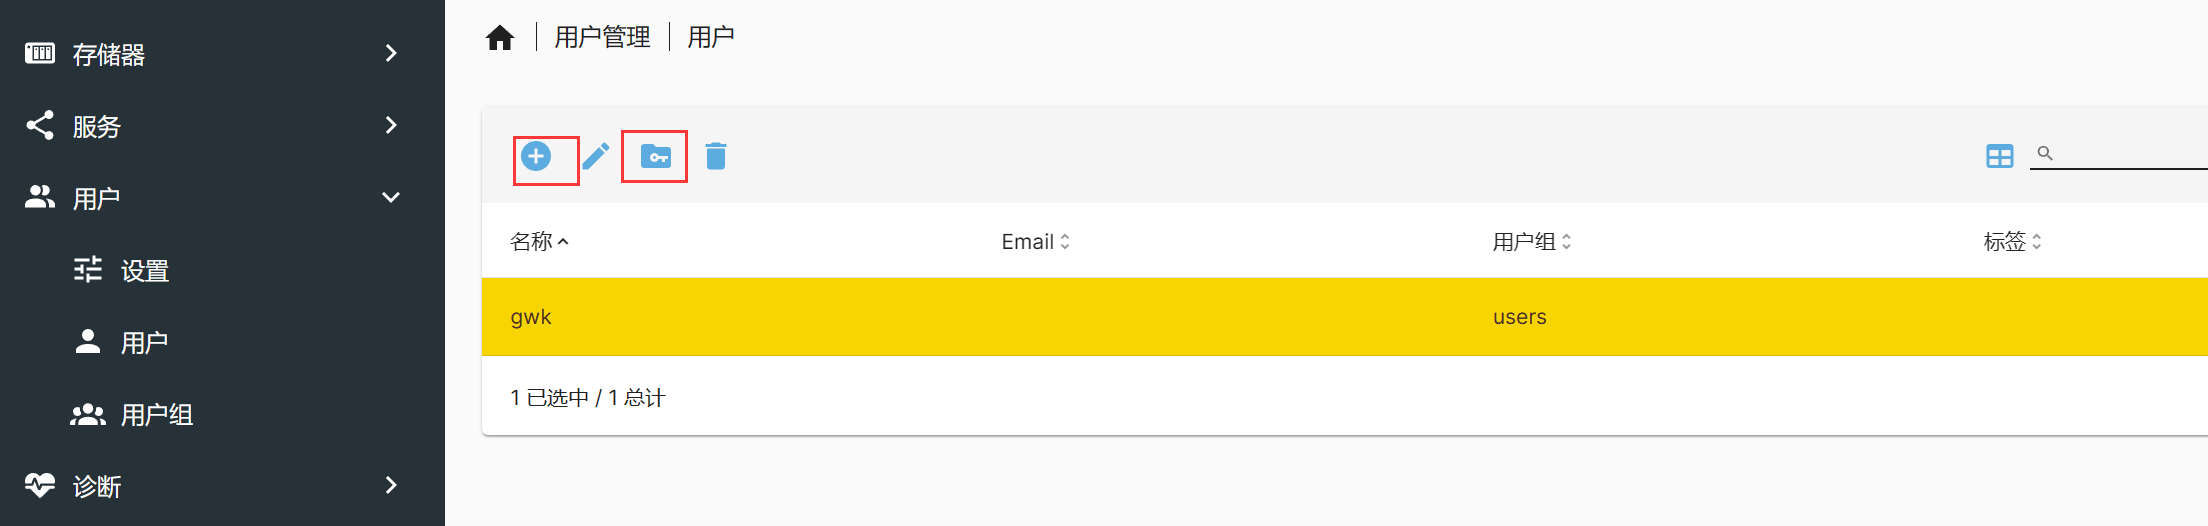 存储器
服务
用户
设置
用户
用户组
诊断
用户管理 用户
名称 Email 用户组 标签
gwk users
1 已选中 / 1 总计